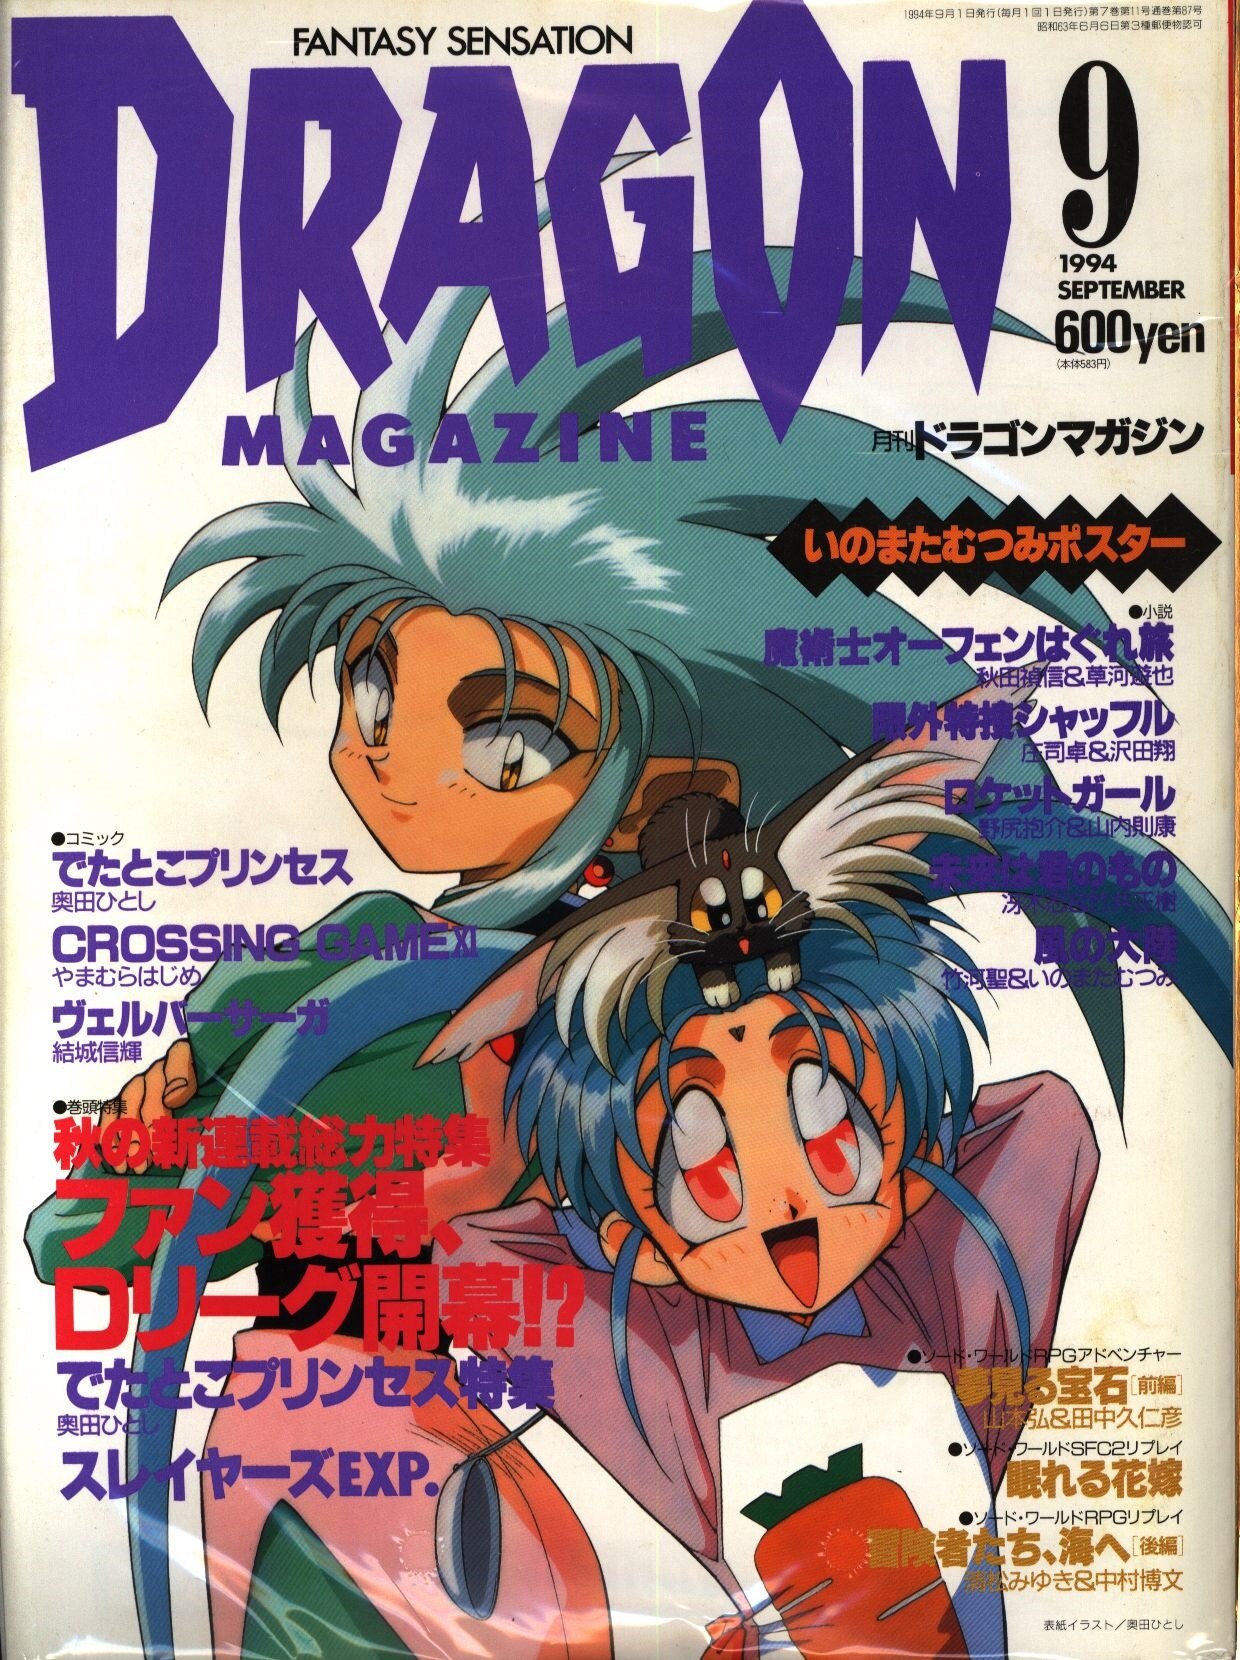 1994年9月1日発行(毎月1回1日発行)第7巻第11号通巻第87号
昭和63年6月6日第3種郵便物認可
FANTASY SENSATION
DRAGON
MAGAZINE
9
1994
SEPTEMBER
600yen
(本体583円)
月刊ドラゴンマガジン
いのまたむつみポスター
●小説
魔術士オーフェンはぐれ旅
秋田禎信&草河遊也
限外特捜シャッフル
庄司卓&沢田翔
ロケットガール
野尻抱介&山内則康
未来は君のもの
風の大陸
竹河聖&いのまたむつみ
●コミック
でたとこプリンセス
奥田ひとし
CROSSING GAME XI
やまむらはじめ
ヴェルバーサーガ
結城信輝
●巻頭特集
秋の新連載総力特集
ファン獲得、
Dリーグ開幕!?
でたとこプリンセス特集
奥田ひとし
スレイヤーズEXP.
●ソード・ワールドRPGアドベンチャー
夢見る宝石[前編]
山本弘&田中久仁彦
●ソード・ワールドSFC2リプレイ
眠れる花嫁
●ソード・ワールドRPGリプレイ
冒険者たち、海へ[後編]
清松みゆき&中村博文
表紙イラスト/奥田ひとし